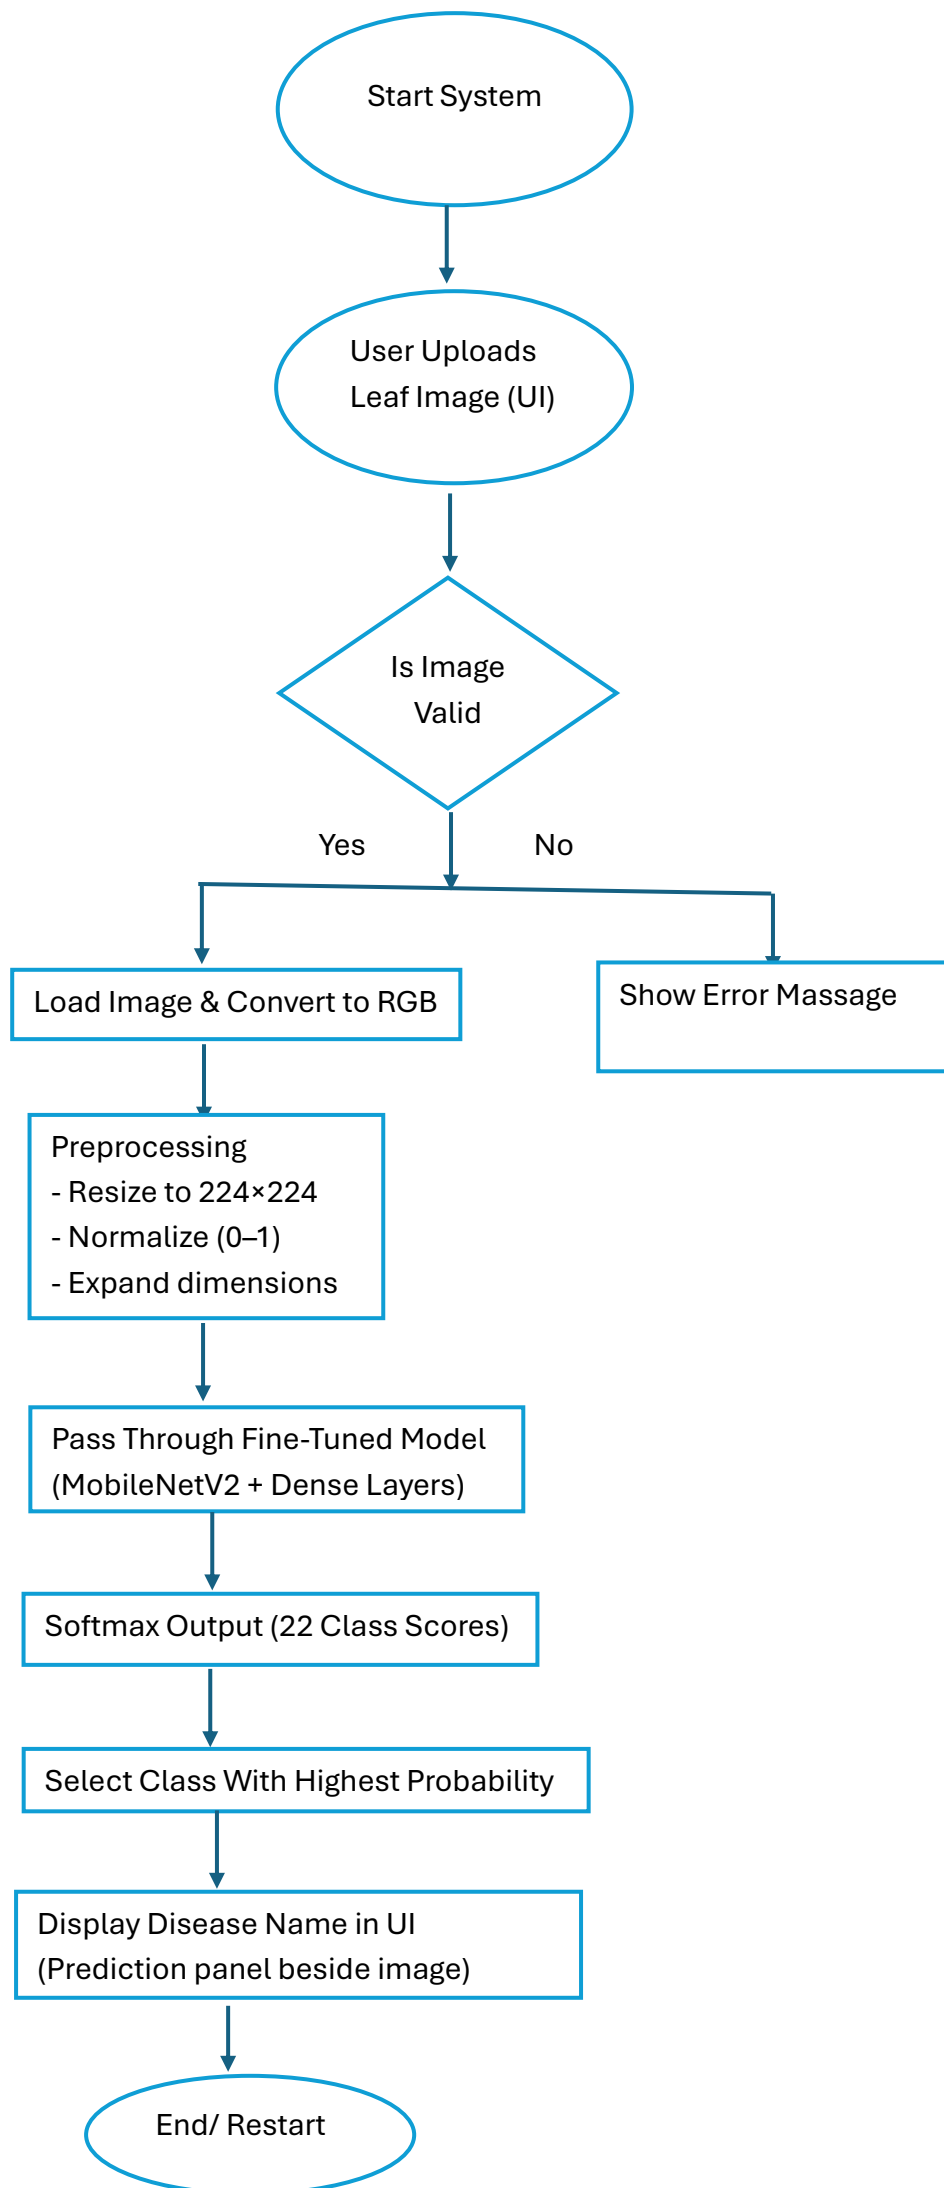 Start System
User Uploads
Leaf Image (UI)
Is Image
Valid
Yes
No
Load Image & Convert to RGB
Show Error Massage
Preprocessing
- Resize to 224×224
- Normalize (0–1)
- Expand dimensions
Pass Through Fine-Tuned Model
(MobileNetV2 + Dense Layers)
Softmax Output (22 Class Scores)
Select Class With Highest Probability
Display Disease Name in UI
(Prediction panel beside image)
End/ Restart